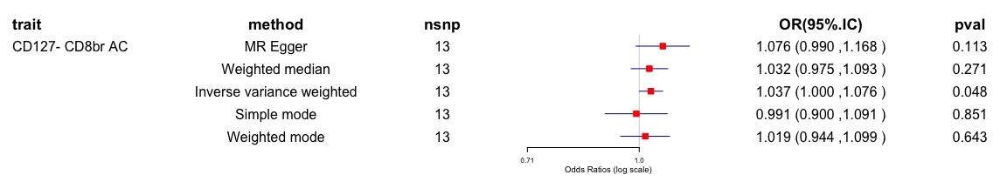 trait method nsnp OR(95%.IC) pval
CD127- CD8br AC MR Egger 13 1.076 (0.990 ,1.168 ) 0.113
Weighted median 13 1.032 (0.975 ,1.093 ) 0.271
Inverse variance weighted 13 1.037 (1.000 ,1.076 ) 0.048
Simple mode 13 0.991 (0.900 ,1.091 ) 0.851
Weighted mode 13 1.019 (0.944 ,1.099 ) 0.643
0.71 1.0
Odds Ratios (log scale)